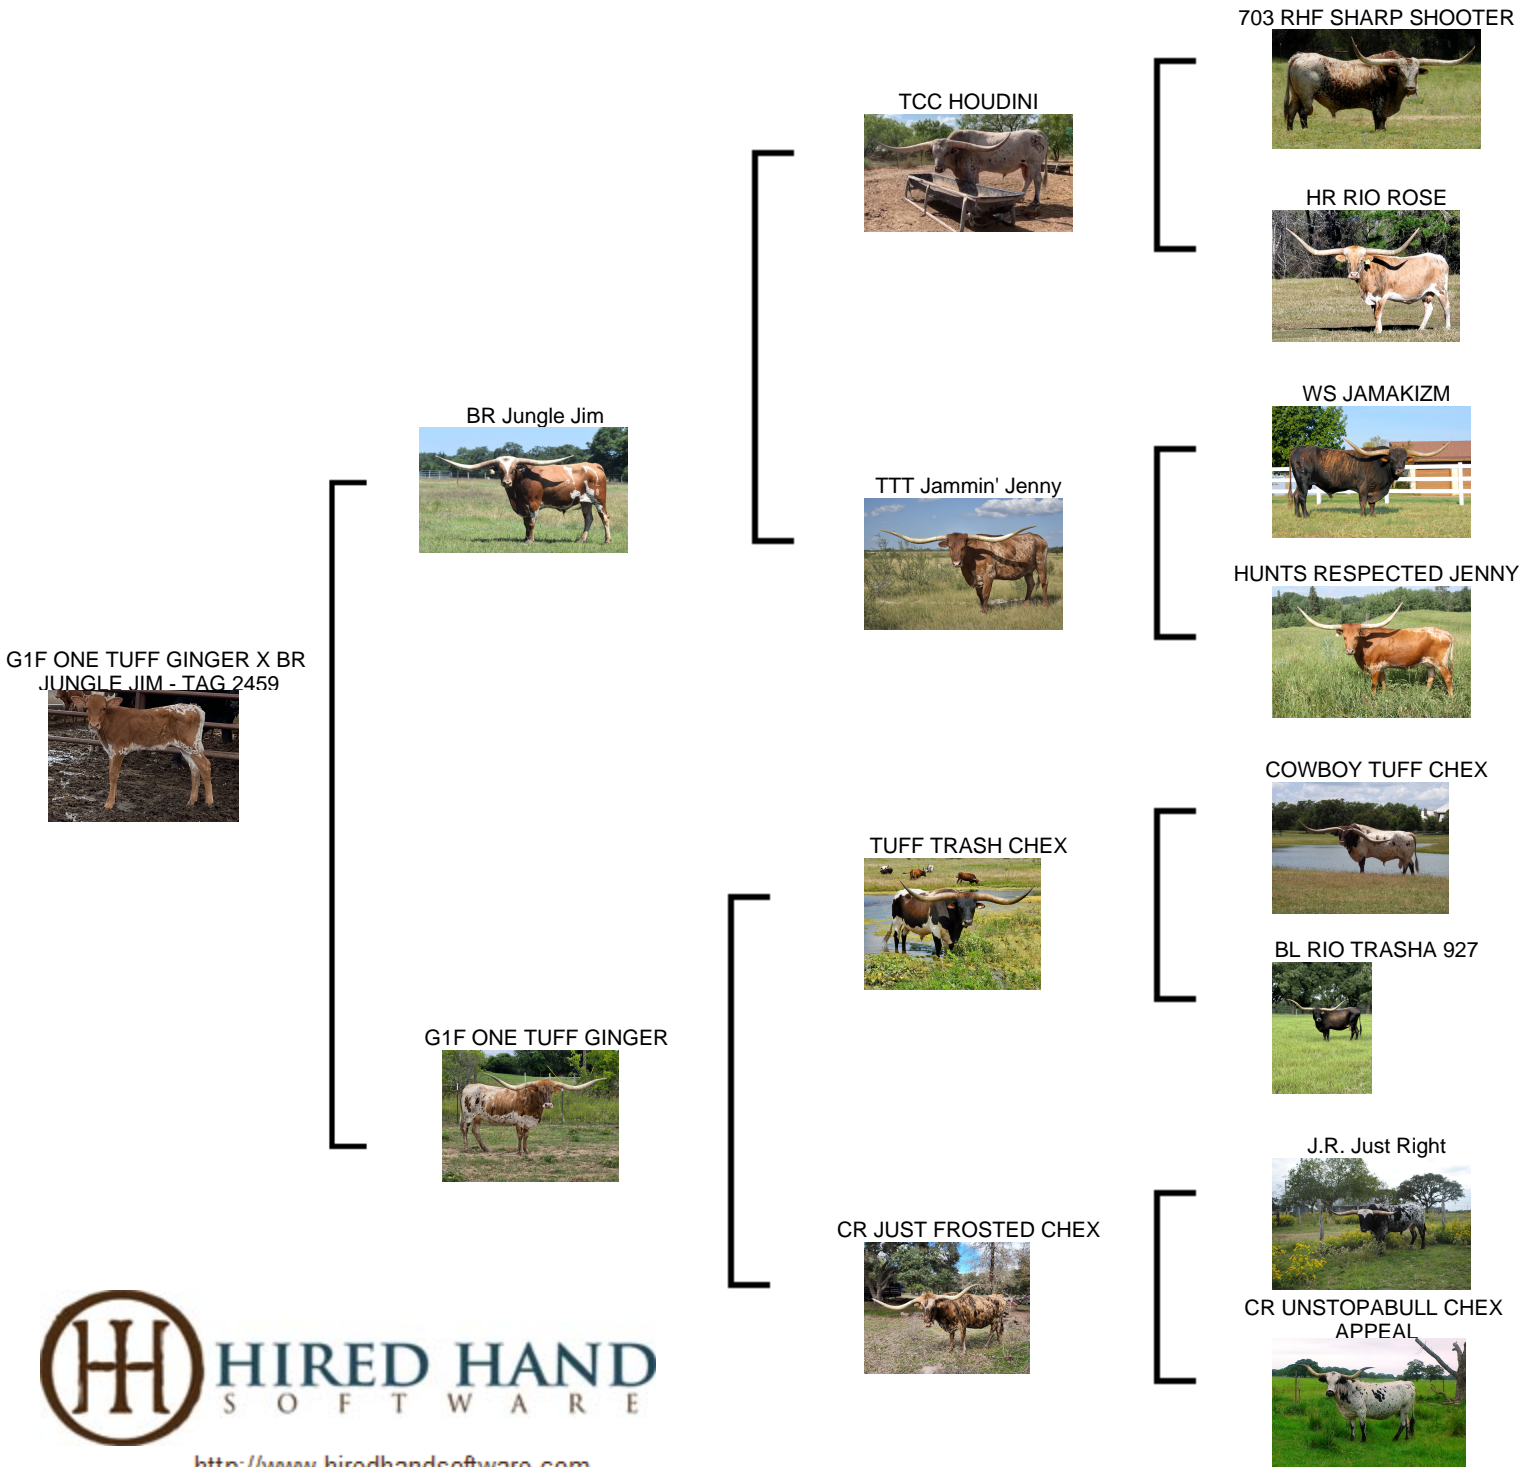 703 RHF SHARP SHOOTER
TCC HOUDINI
HR RIO ROSE
WS JAMAKIZM
BR Jungle Jim
TTT Jammin' Jenny
HUNTS RESPECTED JENNY
G1F ONE TUFF GINGER X BR
JUNGLE JIM - TAG 2459
COWBOY TUFF CHEX
TUFF TRASH CHEX
BL RIO TRASHA 927
G1F ONE TUFF GINGER
J.R. Just Right
CR JUST FROSTED CHEX
CR UNSTOPABULL CHEX
APPEAL
HIRED HAND
SOFTWARE
http://www.hiredhandsoftware.com